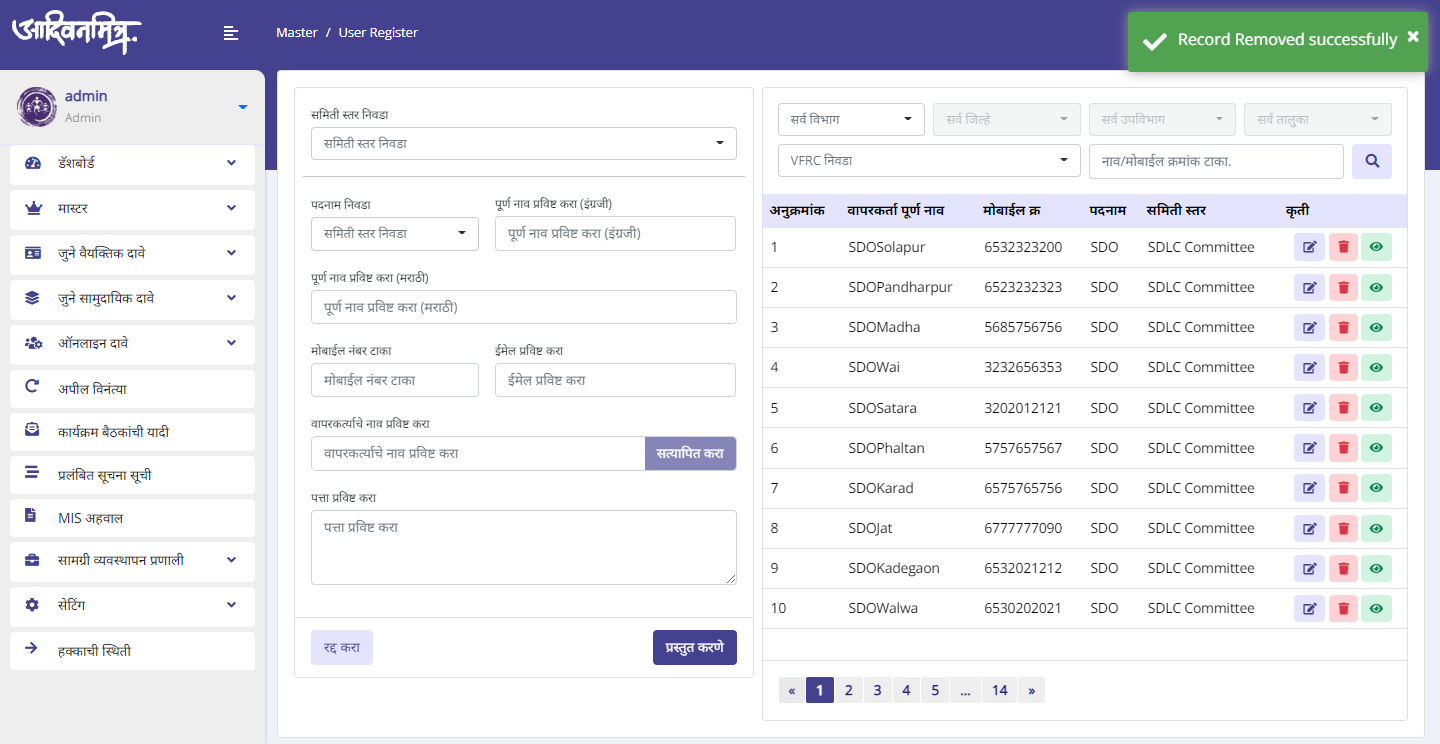 आदिवनमित्र
Master / User Register
Record Removed successfully
admin
Admin
डॅशबोर्ड
मास्टर
जुने वैयक्तिक दावे
जुने सामुदायिक दावे
ऑनलाइन दावे
अपील विनंत्या
कार्यक्रम बैठकांची यादी
प्रलंबित सूचना सूची
MIS अहवाल
सामग्री व्यवस्थापन प्रणाली
सेटिंग
हक्काची स्थिती
समिती स्तर निवडा
समिती स्तर निवडा
पदनाम निवडा
समिती स्तर निवडा
पूर्ण नाव प्रविष्ट करा (इंग्रजी)
पूर्ण नाव प्रविष्ट करा (इंग्रजी)
पूर्ण नाव प्रविष्ट करा (मराठी)
पूर्ण नाव प्रविष्ट करा (मराठी)
मोबाईल नंबर टाका
मोबाईल नंबर टाका
ईमेल प्रविष्ट करा
ईमेल प्रविष्ट करा
वापरकर्त्याचे नाव प्रविष्ट करा
वापरकर्त्याचे नाव प्रविष्ट करा सत्यापित करा
पत्ता प्रविष्ट करा
पत्ता प्रविष्ट करा
रद्द करा प्रस्तुत करणे
सर्व विभाग सर्व जिल्हे सर्व उपविभाग सर्व तालुका
VFRC निवडा नाव/मोबाईल क्रमांक टाका.
अनुक्रमांक वापरकर्ता पूर्ण नाव मोबाईल क्र पदनाम समिती स्तर कृती
1 SDOSolapur 6532323200 SDO SDLC Committee
2 SDOPandharpur 6523232323 SDO SDLC Committee
3 SDOMadha 5685756756 SDO SDLC Committee
4 SDOWai 3232656353 SDO SDLC Committee
5 SDOSatara 3202012121 SDO SDLC Committee
6 SDOPhaltan 5757657567 SDO SDLC Committee
7 SDOKarad 6575765756 SDO SDLC Committee
8 SDOJat 6777777090 SDO SDLC Committee
9 SDOKadegaon 6532021212 SDO SDLC Committee
10 SDOWalwa 6530202021 SDO SDLC Committee
« 1 2 3 4 5 ... 14 »